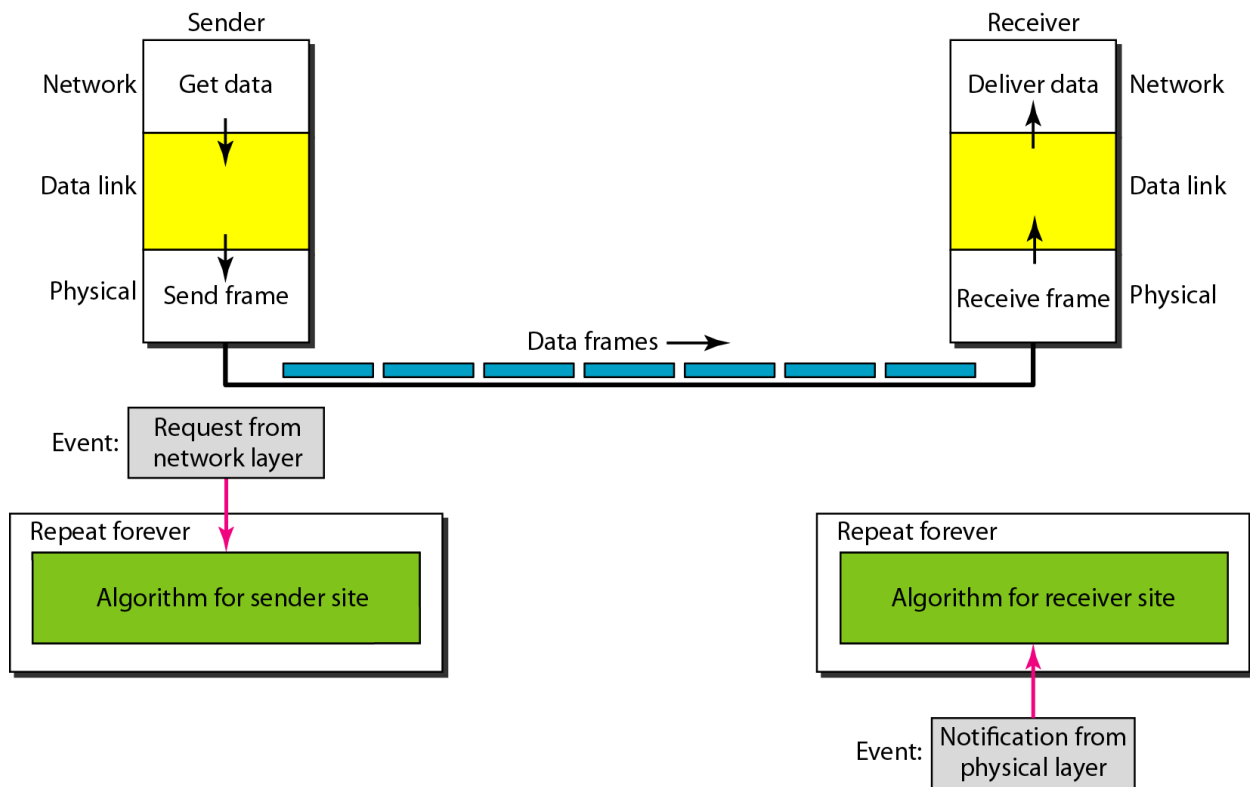 Sender
Receiver
Network
Get data
Deliver data
Network
Data link
Data link
Physical
Send frame
Receive frame
Physical
Data frames
Event:
Request from
network layer
Repeat forever
Algorithm for sender site
Repeat forever
Algorithm for receiver site
Event:
Notification from
physical layer